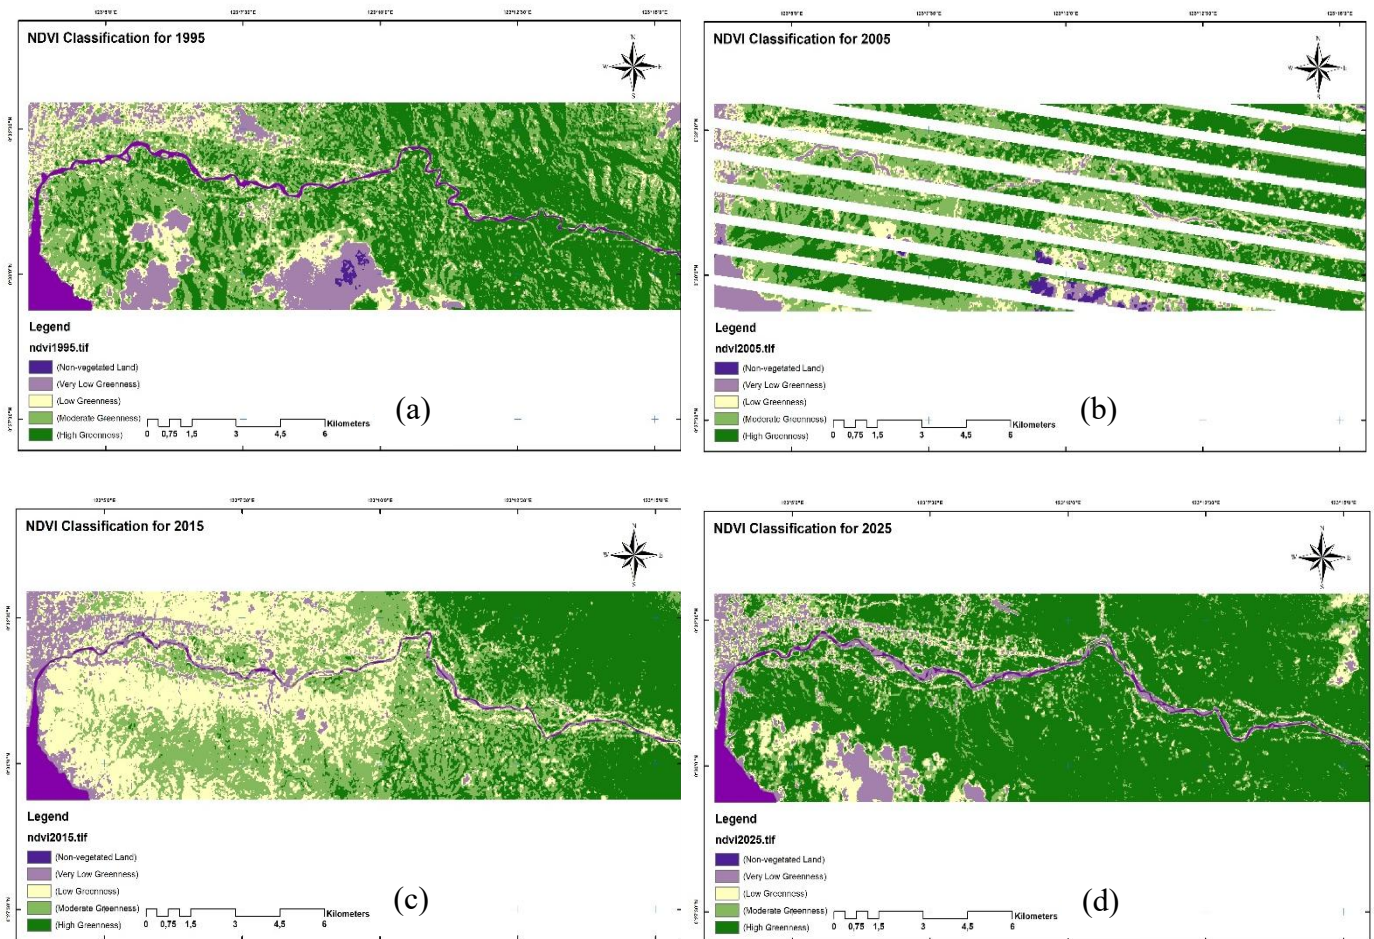 NDVI Classification for 1995
N
W E
S
Legend
ndvi1995.tif
(Non-vegetated Land)
(Very Low Greenness)
(Low Greenness)
(Moderate Greenness)
(High Greenness)
0 0,75 1,5 3 4,5 6
Kilometers
(a)
NDVI Classification for 2005
N
W E
S
Legend
ndvi2005.tif
(Non-vegetated Land)
(Very Low Greenness)
(Low Greenness)
(Moderate Greenness)
(High Greenness)
0 0,75 1,5 3 4,5 6
Kilometers
(b)
NDVI Classification for 2015
N
W E
S
Legend
ndvi2015.tif
(Non-vegetated Land)
(Very Low Greenness)
(Low Greenness)
(Moderate Greenness)
(High Greenness)
0 0,75 1,5 3 4,5 6
Kilometers
(c)
NDVI Classification for 2025
N
W E
S
Legend
ndvi2025.tif
(Non-vegetated Land)
(Very Low Greenness)
(Low Greenness)
(Moderate Greenness)
(High Greenness)
0 0,75 1,5 3 4,5 6
Kilometers
(d)